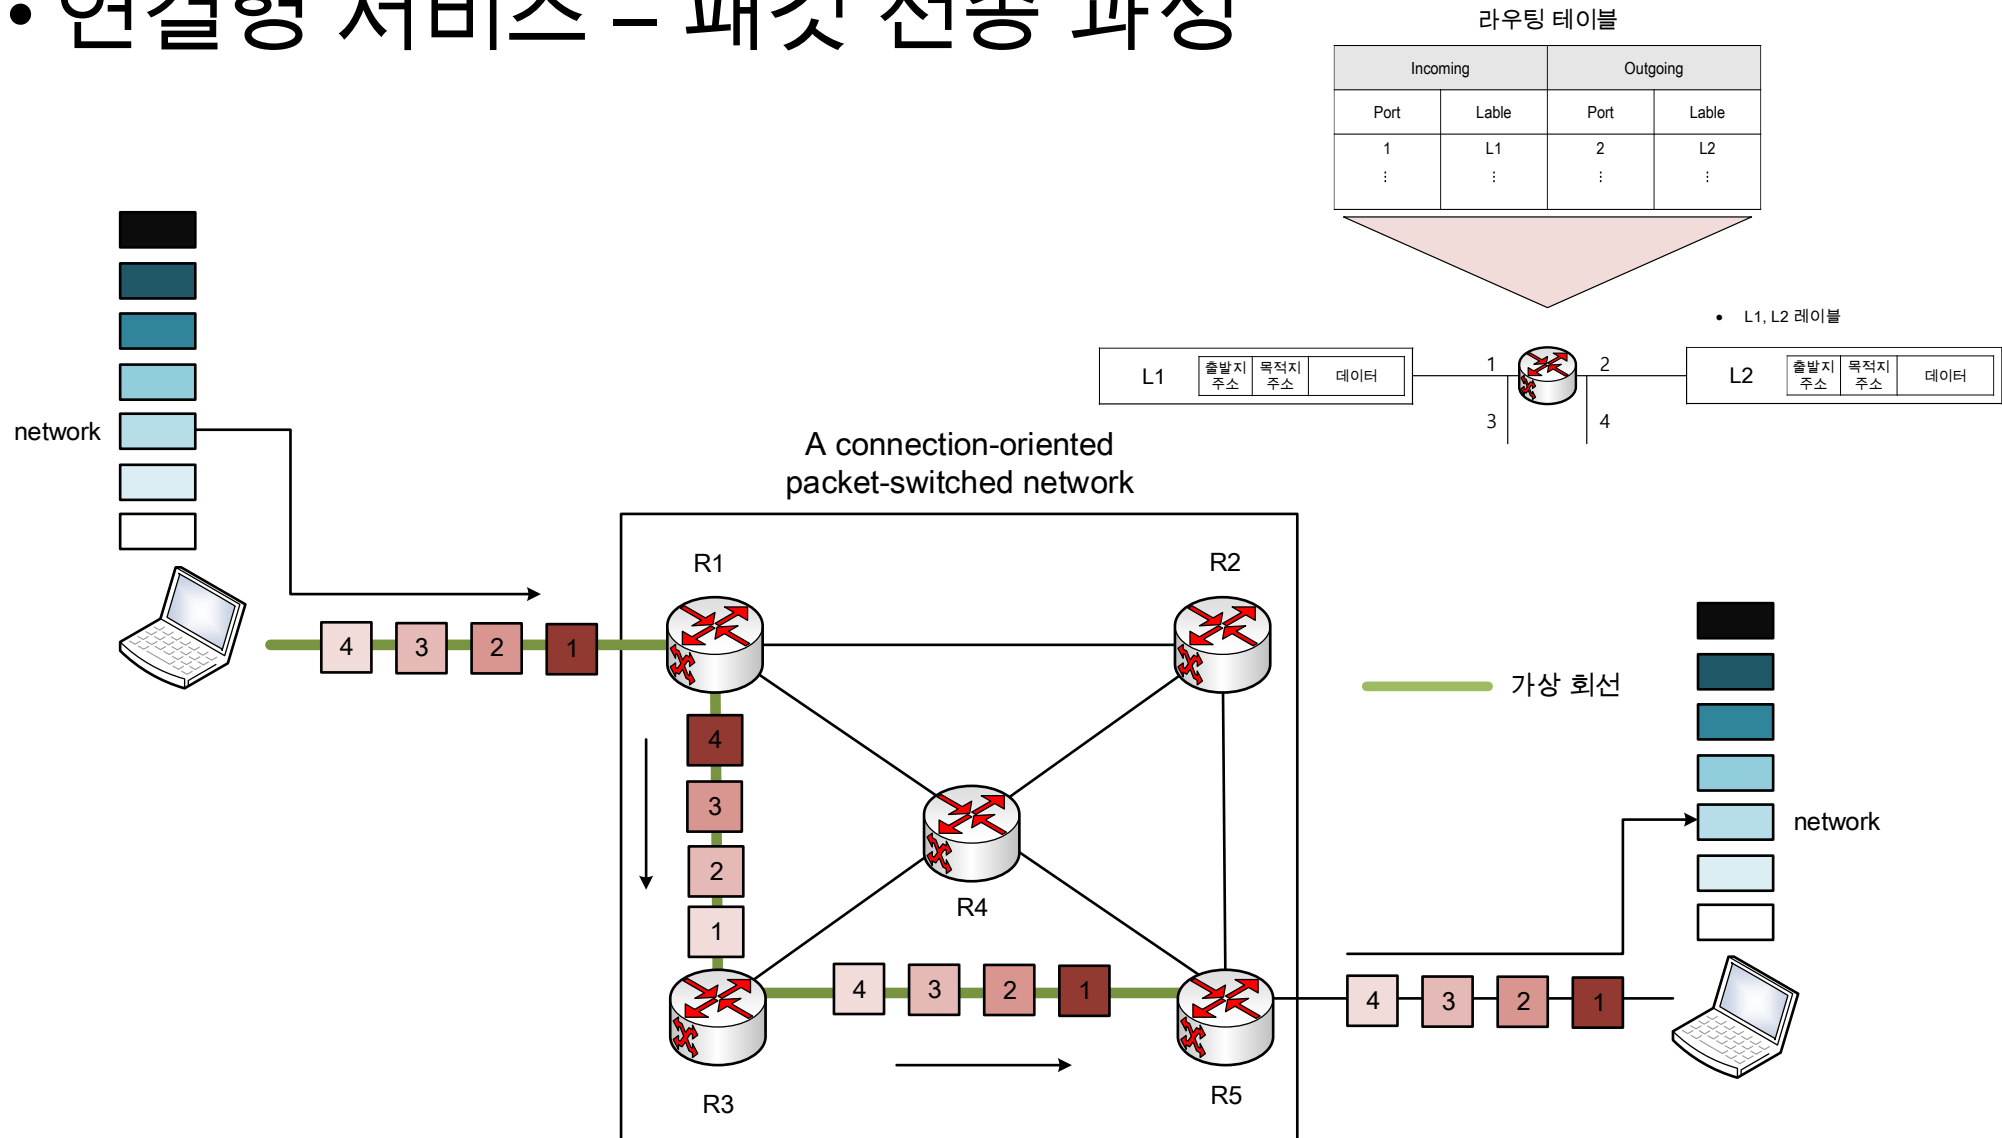 • 연결형 서비스 – 패킷 전송 과정
라우팅 테이블
Incoming Outgoing
Port Lable Port Lable
1 L1 2 L2
⋮ ⋮ ⋮ ⋮
• L1, L2 레이블
L1 출발지 주소 목적지 주소 데이터
1 2
L2 출발지 주소 목적지 주소 데이터
3 4
network
A connection-oriented
packet-switched network
R1 R2
4 3 2 1
가상 회선
4
3
2
1
network
R4
4 3 2 1
4 3 2 1
R3 R5